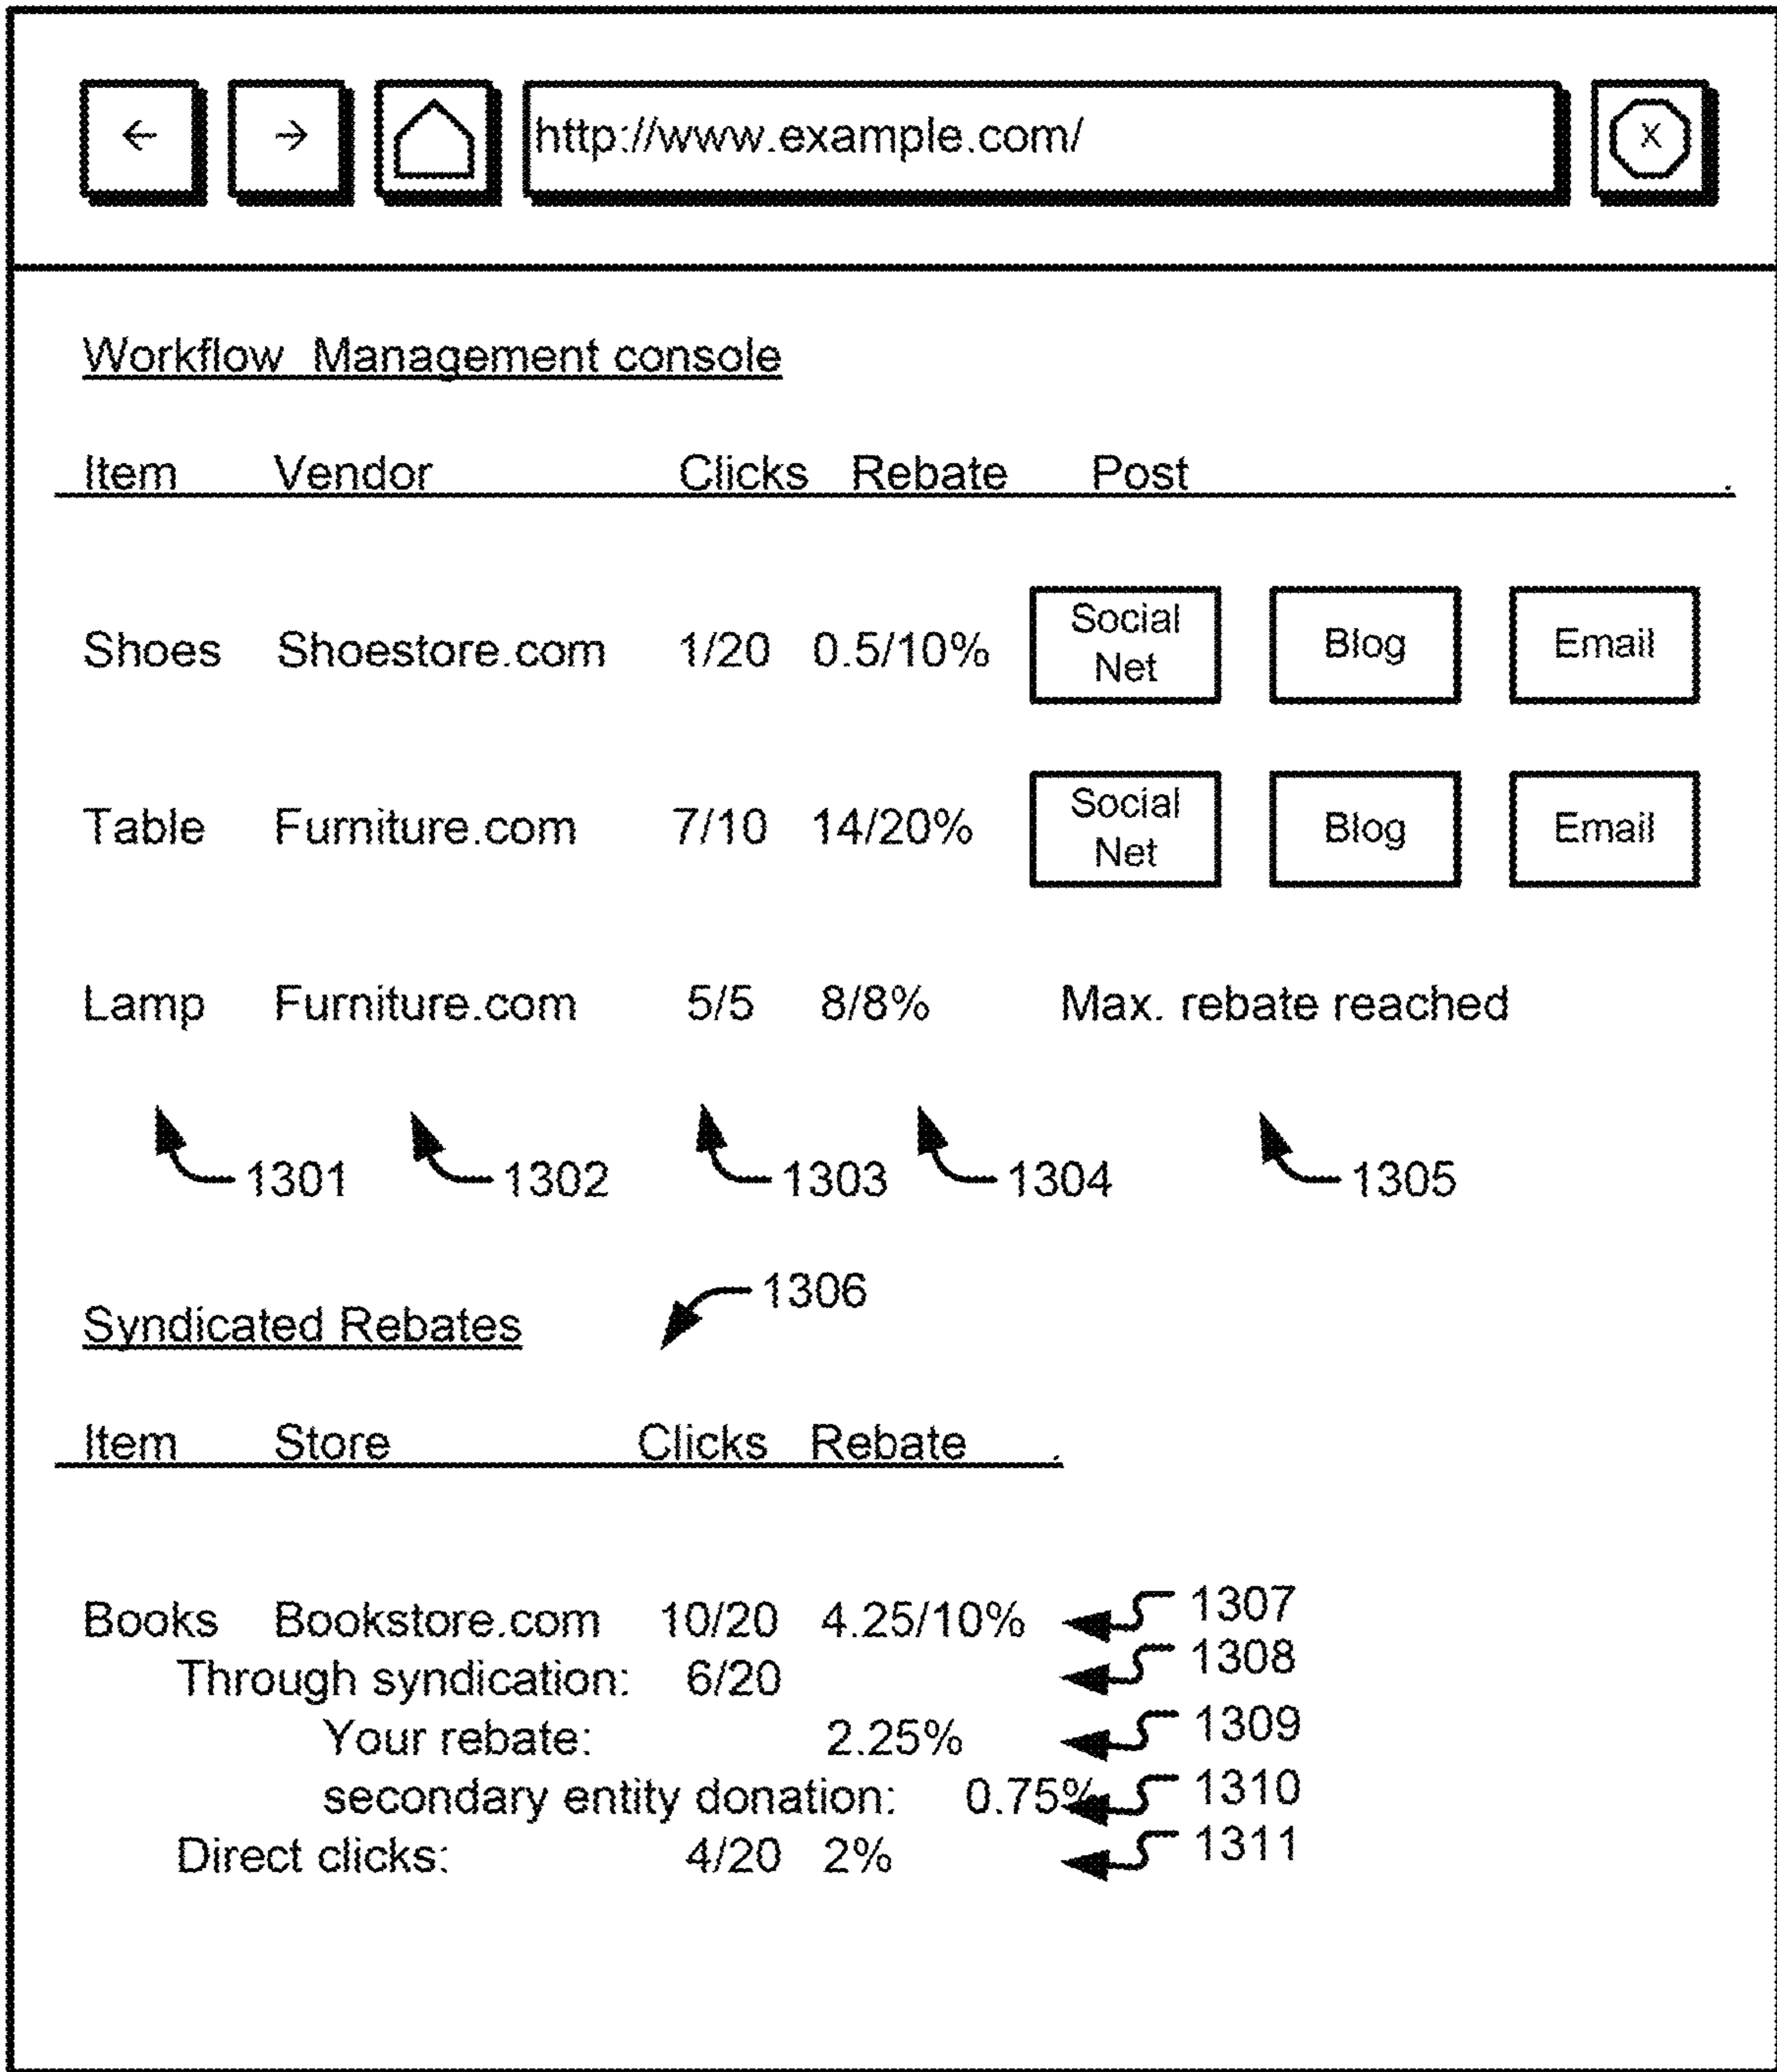 ← → http://www.example.com/ X
Workflow Management console
Item Vendor Clicks Rebate Post .
Shoes Shoestore.com 1/20 0.5/10% Social Net Blog Email
Table Furniture.com 7/10 14/20% Social Net Blog Email
Lamp Furniture.com 5/5 8/8% Max. rebate reached
1301 1302 1303 1304 1305
1306
Syndicated Rebates
Item Store Clicks Rebate .
Books Bookstore.com 10/20 4.25/10% 1307
Through syndication: 6/20 1308
Your rebate: 2.25% 1309
secondary entity donation: 0.75% 1310
Direct clicks: 4/20 2% 1311